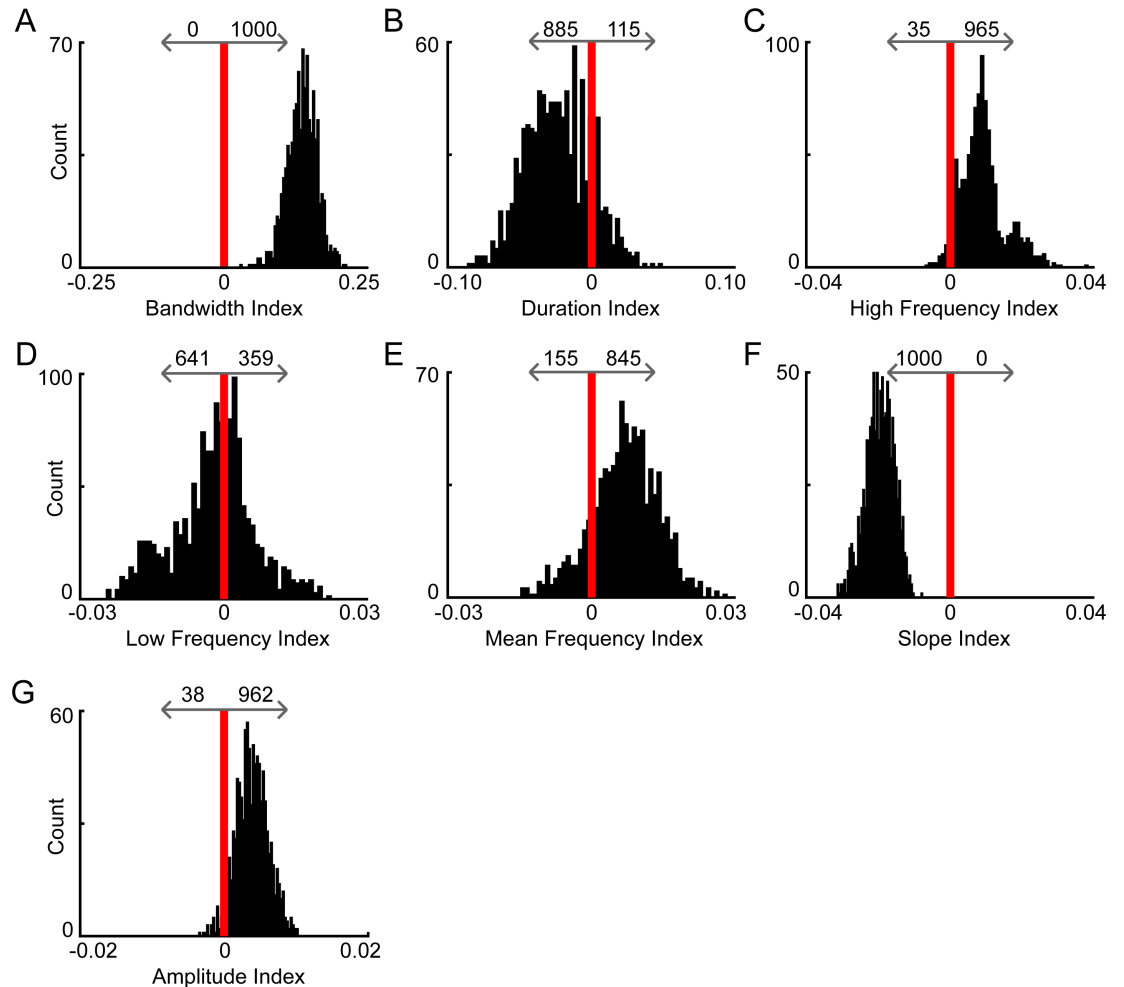 A B C
0 1000 885 115 35 965
70 60 100
Count
50
0 0 0
-0.25 0 0.25 -0.10 0 0.10 -0.04 0 0.04
Bandwidth Index Duration Index High Frequency Index
D E F
641 359 155 845 1000 0
100 70 50
Count
0 0 0
-0.03 0 0.03 -0.03 0 0.03 -0.04 0 0.04
Low Frequency Index Mean Frequency Index Slope Index
G
38 962
60
Count
0
-0.02 0 0.02
Amplitude Index